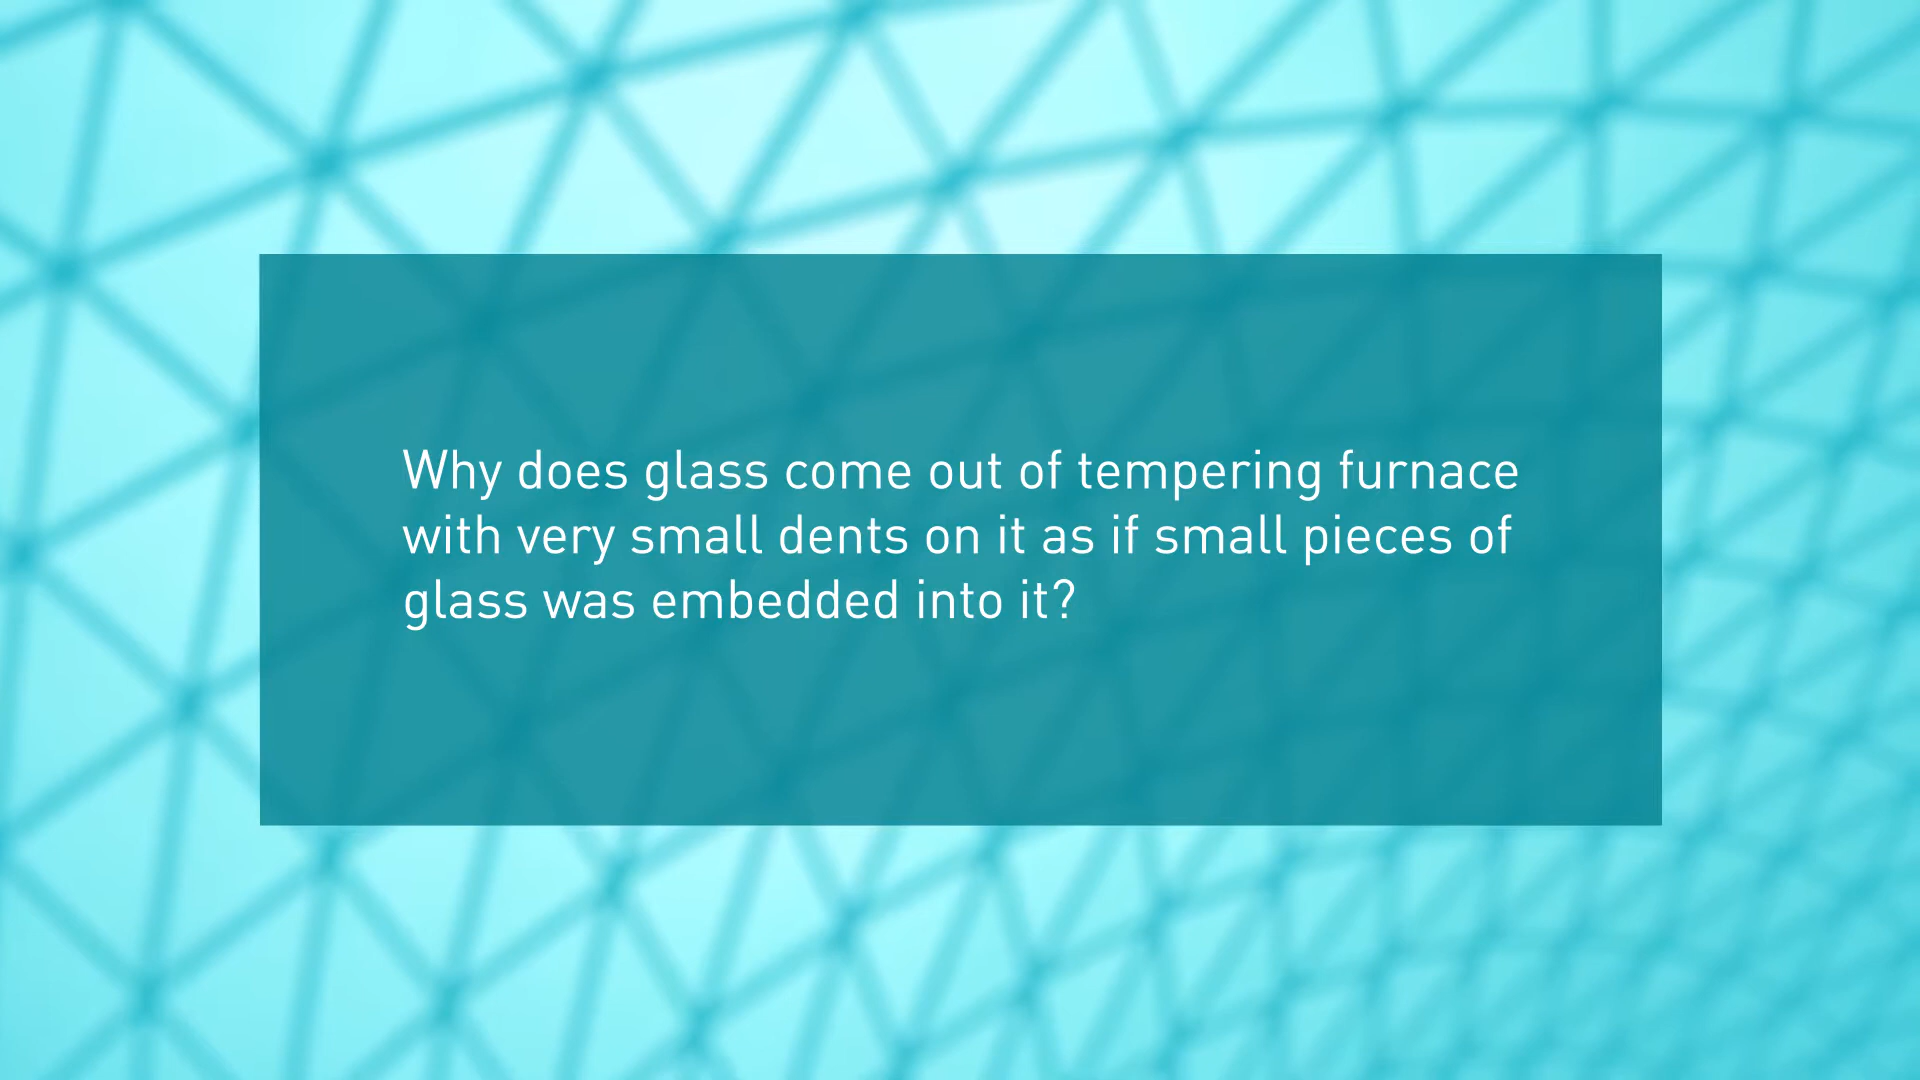 Why does glass come out of tempering furnace
with very small dents on it as if small pieces of
glass was embedded into it?